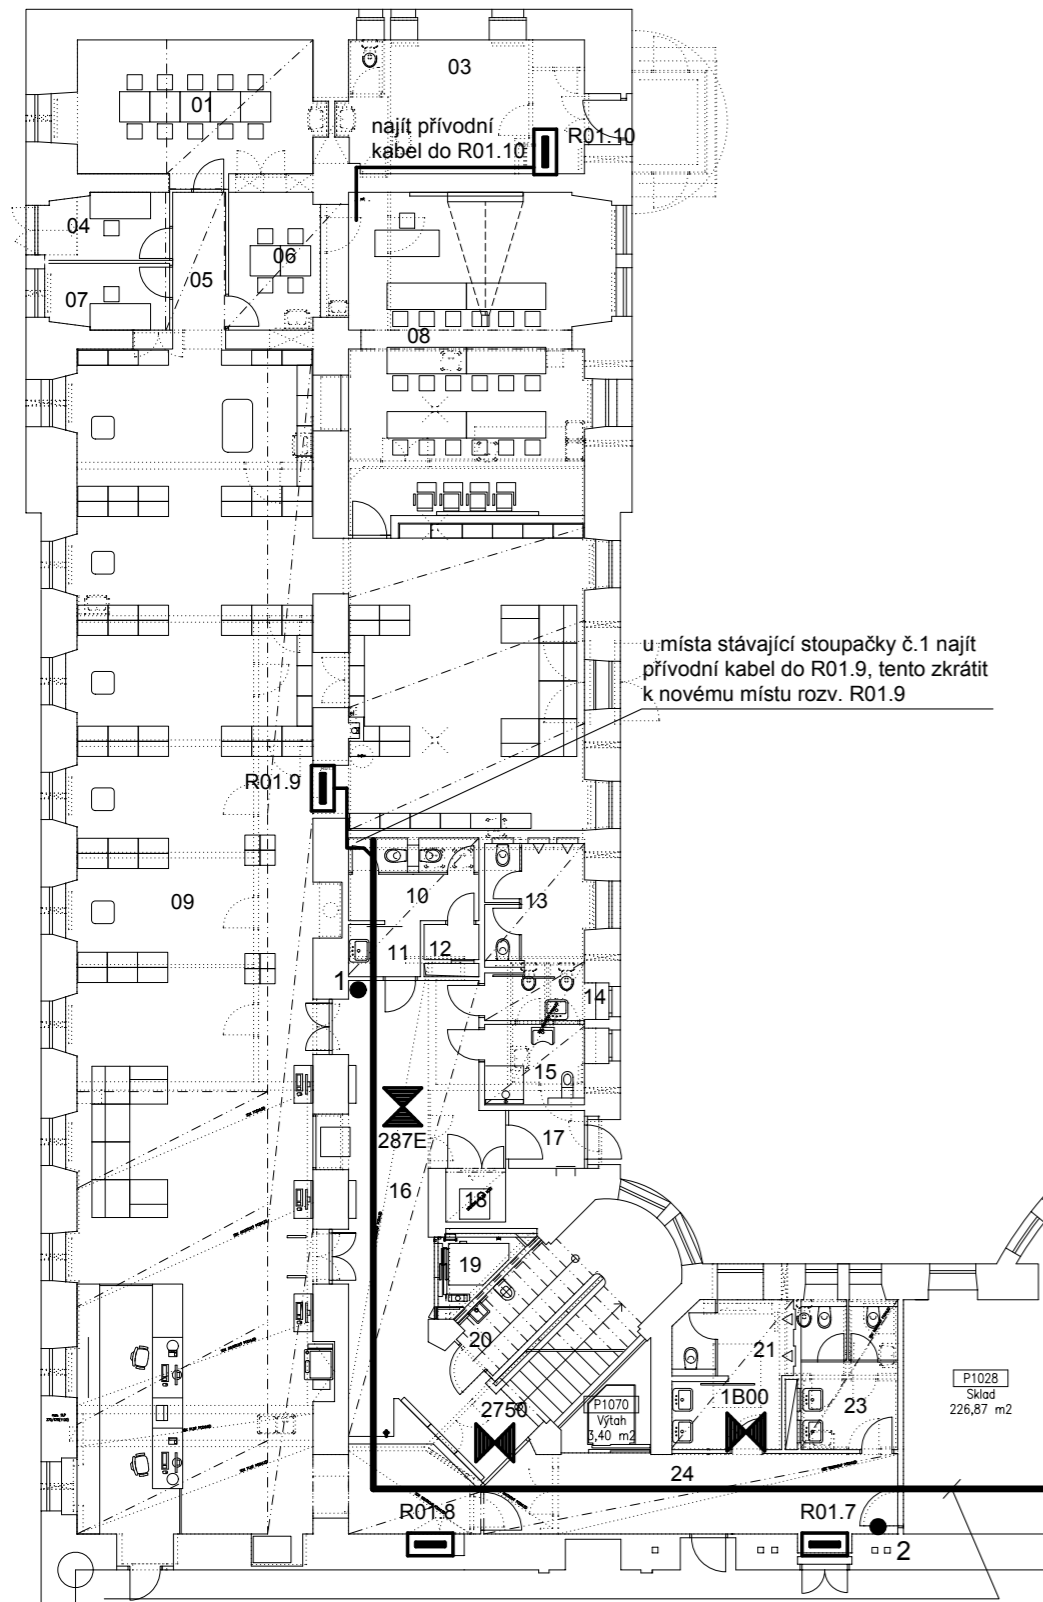 01
03
najít přívodní
kabel do R01.10
R01.10
04
05
06
07
08
u místa stávající stoupačky č.1 najít
přívodní kabel do R01.9, tento zkrátit
k novému místu rozv. R01.9
R01.9
09
10
11
12
13
1
14
15
287E
16
17
18
19
20
21
1B00
P1028
Sklad
226,87 m2
2750
P1070
Výtah
3,40 m2
23
24
R01.8
R01.7
2